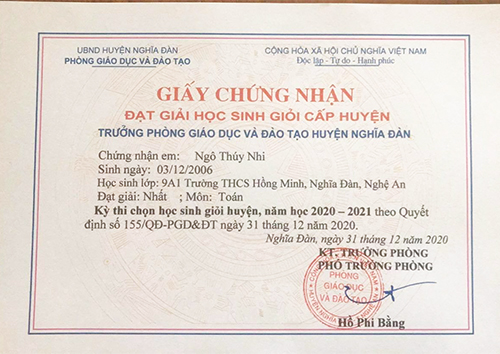 UBND HUYỆN NGHĨA ĐÀN
PHÒNG GIÁO DỤC VÀ ĐÀO TẠO
CỘNG HÒA XÃ HỘI CHỦ NGHĨA VIỆT NAM
Độc lập - Tự do - Hạnh phúc
GIẤY CHỨNG NHẬN
ĐẠT GIẢI HỌC SINH GIỎI CẤP HUYỆN
TRƯỞNG PHÒNG GIÁO DỤC VÀ ĐÀO TẠO HUYỆN NGHĨA ĐÀN
Chứng nhận em: Ngô Thúy Nhi
Sinh ngày: 03/12/2006
Học sinh lớp: 9A1 Trường THCS Hồng Minh, Nghĩa Đàn, Nghệ An
Đạt giải: Nhất ; Môn: Toán
Kỳ thi chọn học sinh giỏi huyện, năm học 2020 – 2021 theo Quyết
định số 155/QĐ-PGD&ĐT ngày 31 tháng 12 năm 2020.
Nghĩa Đàn, ngày 31 tháng 12 năm 2020
KT. TRƯỞNG PHÒNG
PHÓ TRƯỞNG PHÒNG
PHÒNG
GIÁO DỤC
VÀ ĐÀO TẠO
Hồ Phi Bằng